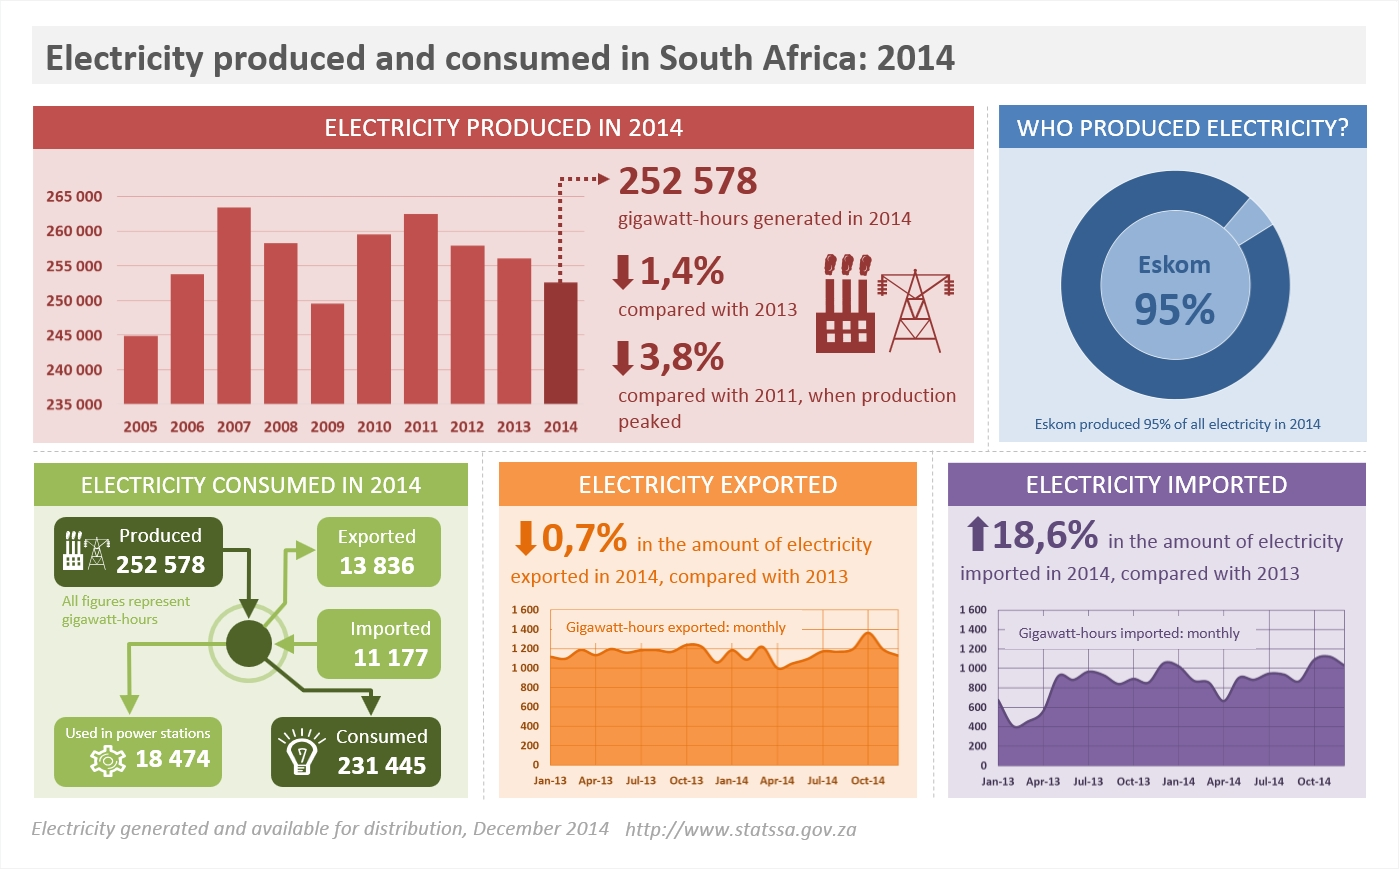 Electricity produced and consumed in South Africa: 2014
ELECTRICITY PRODUCED IN 2014
265 000
260 000
255 000
250 000
245 000
240 000
235 000
2005 2006 2007 2008 2009 2010 2011 2012 2013 2014
252 578
gigawatt-hours generated in 2014
1,4%
compared with 2013
3,8%
compared with 2011, when production
peaked
WHO PRODUCED ELECTRICITY?
Eskom
95%
Eskom produced 95% of all electricity in 2014
ELECTRICITY CONSUMED IN 2014
Produced
252 578
All figures represent
gigawatt-hours
Exported
13 836
Imported
11 177
Used in power stations
18 474
Consumed
231 445
ELECTRICITY EXPORTED
0,7% in the amount of electricity
exported in 2014, compared with 2013
Gigawatt-hours exported: monthly
1 600
1 400
1 200
1 000
800
600
400
200
0
Jan-13 Apr-13 Jul-13 Oct-13 Jan-14 Apr-14 Jul-14 Oct-14
ELECTRICITY IMPORTED
18,6% in the amount of electricity
imported in 2014, compared with 2013
Gigawatt-hours imported: monthly
1 600
1 400
1 200
1 000
800
600
400
200
0
Jan-13 Apr-13 Jul-13 Oct-13 Jan-14 Apr-14 Jul-14 Oct-14
Electricity generated and available for distribution, December 2014 http://www.statssa.gov.za